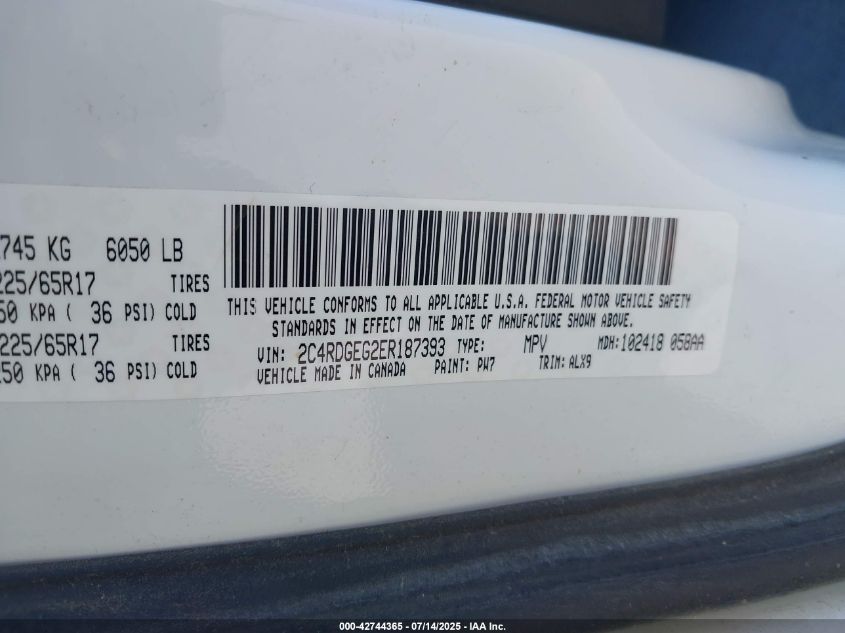 745 KG 6050 LB
225/65R17 TIRES
50 KPA ( 36 PSI) COLD
225/65R17 TIRES
250 KPA ( 36 PSI) COLD
THIS VEHICLE CONFORMS TO ALL APPLICABLE U.S.A. FEDERAL MOTOR VEHICLE SAFETY
STANDARDS IN EFFECT ON THE DATE OF MANUFACTURE SHOWN ABOVE.
VIN: 2C4RDGEG2ER187393 TYPE: MPV MDH: 102418 058AA
VEHICLE MADE IN CANADA PAINT: PW7 TRIM: ALX9
000-42744365 - 07/14/2025 - IAA Inc.